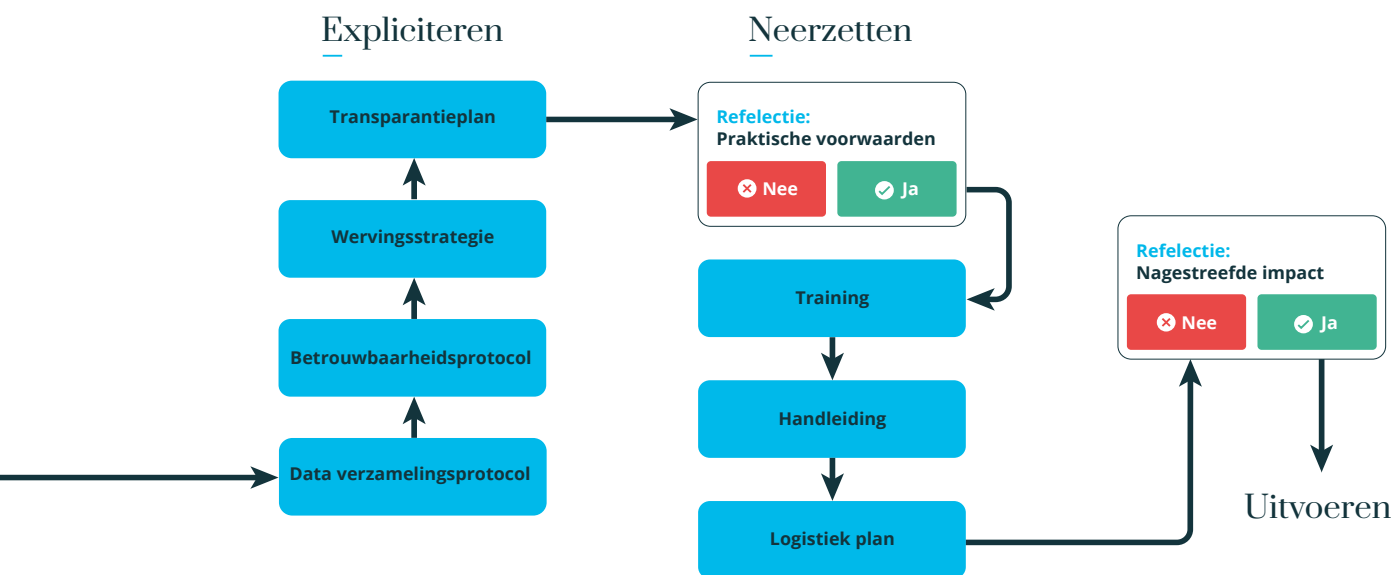 Expliciteren
Transparantieplan
Wervingsstrategie
Betrouwbaarheidsprotocol
Data verzamelingsprotocol
Neerzetten
Refelectie:
Praktische voorwaarden
Nee
Ja
Training
Handleiding
Logistiek plan
Refelectie:
Nagestreefde impact
Nee
Ja
Uitvoeren